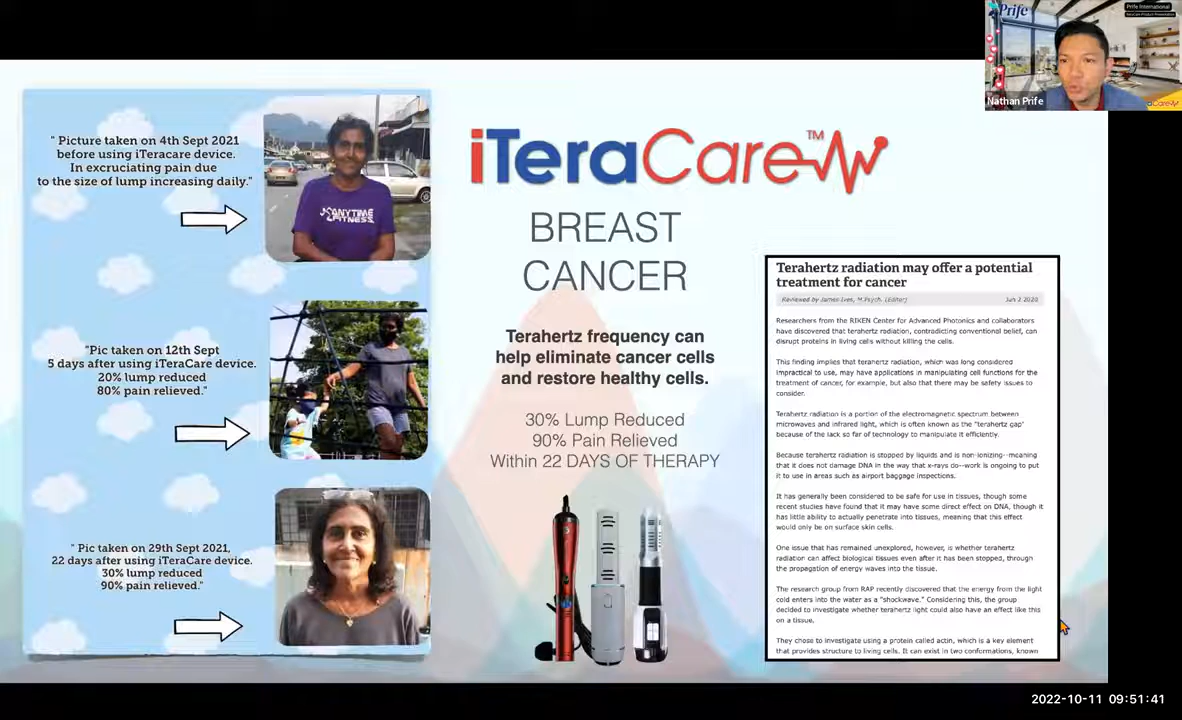 Prife
Prife International
Nathan Prife
iTeraCare™
BREAST
CANCER
Terahertz frequency can
help eliminate cancer cells
and restore healthy cells.
30% Lump Reduced
90% Pain Relieved
Within 22 DAYS OF THERAPY
" Picture taken on 4th Sept 2021
before using iTeracare device.
In excruciating pain due
to the size of lump increasing daily."
ANYTIME
FITNESS
"Pic taken on 12th Sept
5 days after using iTeraCare device.
20% lump reduced
80% pain relieved."
" Pic taken on 29th Sept 2021,
22 days after using iTeraCare device.
30% lump reduced
90% pain relieved."
Terahertz radiation may offer a potential
treatment for cancer
Reviewed by James Ives, M.Psych. (Editor)
Jun 3 2020
Researchers from the RIKEN Center for Advanced Photonics and collaborators
have discovered that terahertz radiation, contradicting conventional belief, can
disrupt proteins in living cells without killing the cells.
This finding implies that terahertz radiation, which was long considered
impractical to use, may have applications in manipulating cell functions for the
treatment of cancer, for example, but also that there may be safety issues to
consider.
Terahertz radiation is a portion of the electromagnetic spectrum between
microwaves and infrared light, which is often known as the "terahertz gap"
because of the lack so far of technology to manipulate it efficiently.
Because terahertz radiation is stopped by liquids and is non-ionizing--meaning
that it does not damage DNA in the way that x-rays do--work is ongoing to put
it to use in areas such as airport baggage inspections.
It has generally been considered to be safe for use in tissues, though some
recent studies have found that it may have some direct effect on DNA, though it
has little ability to actually penetrate into tissues, meaning that this effect
would only be on surface skin cells.
One issue that has remained unexplored, however, is whether terahertz
radiation can affect biological tissues even after it has been stopped, through
the propagation of energy waves into the tissue.
The research group from RAP recently discovered that the energy from the light
cold enters into the water as a "shockwave." Considering this, the group
decided to investigate whether terahertz light could also have an effect like this
on a tissue.
They chose to investigate using a protein called actin, which is a key element
that provides structure to living cells. It can exist in two conformations, known
2022-10-11 09:51:41